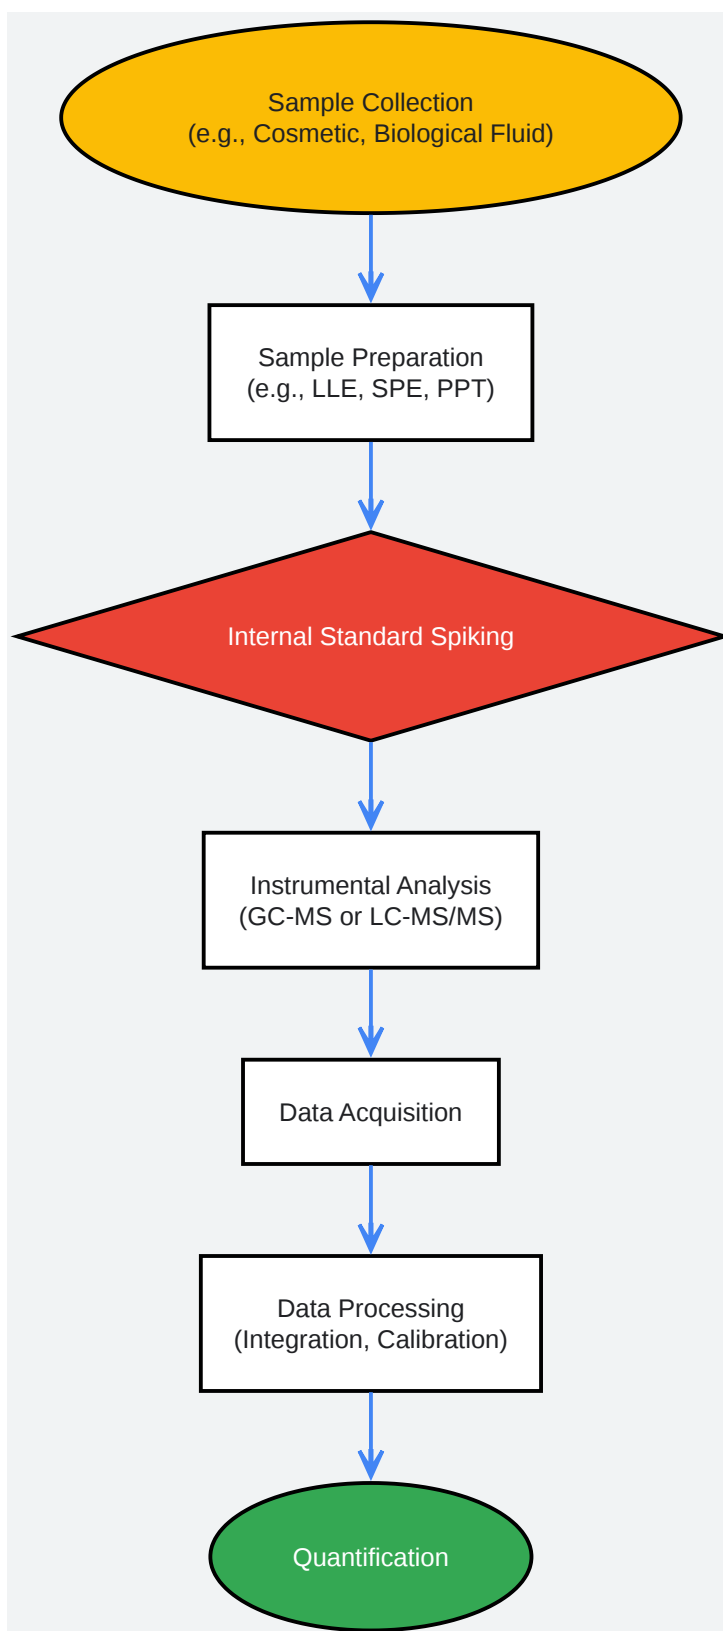 Sample Collection
(e.g., Cosmetic, Biological Fluid)
Sample Preparation
(e.g., LLE, SPE, PPT)
Internal Standard Spiking
Instrumental Analysis
(GC-MS or LC-MS/MS)
Data Acquisition
Data Processing
(Integration, Calibration)
Quantification